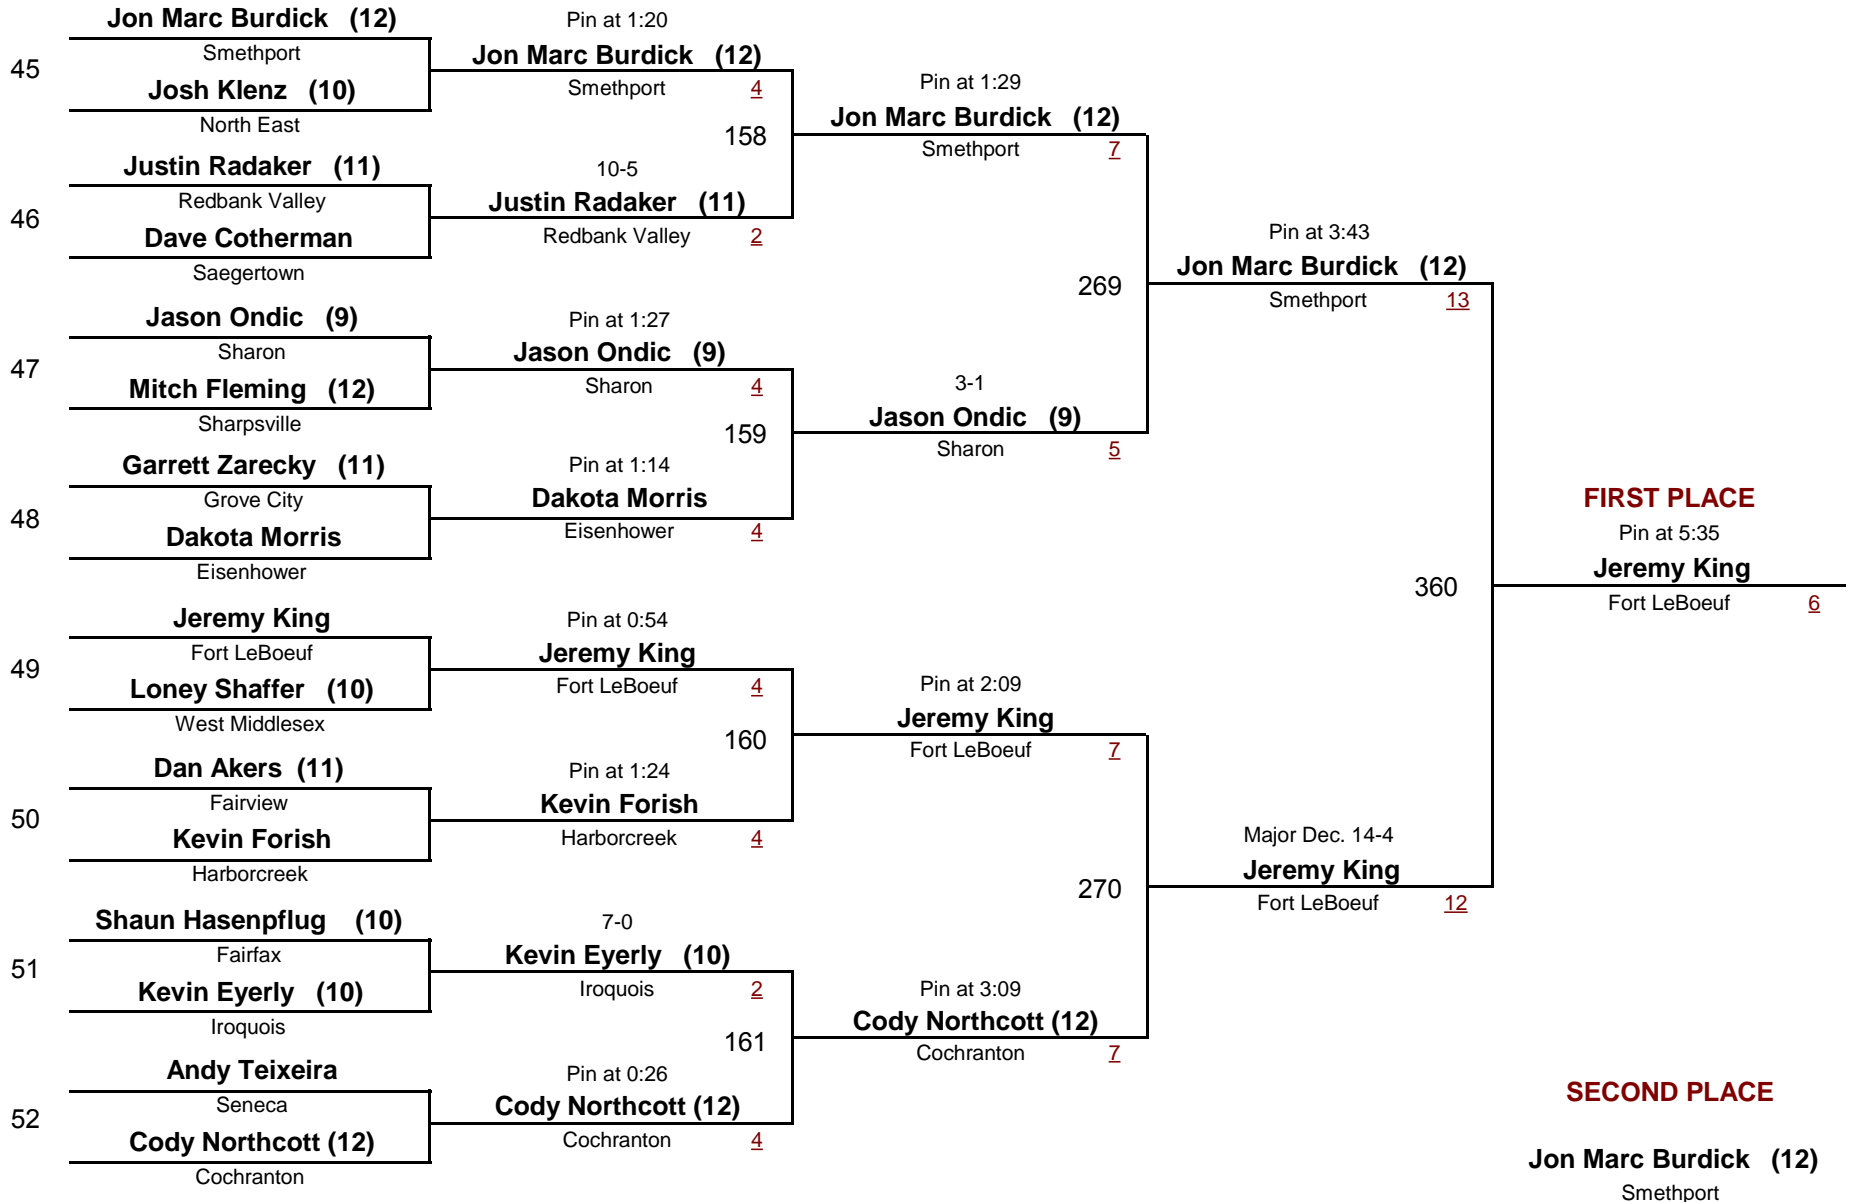 Jon Marc Burdick (12)
Smethport
45
Josh Klenz (10)
North East
Justin Radaker (11)
Redbank Valley
46
Dave Cotherman
Saegertown
Jason Ondic (9)
Sharon
47
Mitch Fleming (12)
Sharpsville
Garrett Zarecky (11)
Grove City
48
Dakota Morris
Eisenhower
Jeremy King
Fort LeBoeuf
49
Loney Shaffer (10)
West Middlesex
Dan Akers (11)
Fairview
50
Kevin Forish
Harborcreek
Shaun Hasenpflug (10)
Fairfax
51
Kevin Eyerly (10)
Iroquois
Andy Teixeira
Seneca
52
Cody Northcott (12)
Cochranton
Pin at 1:20
Jon Marc Burdick (12)
Smethport 4
158
10-5
Justin Radaker (11)
Redbank Valley 2
Pin at 1:27
Jason Ondic (9)
Sharon 4
159
Pin at 1:14
Dakota Morris
Eisenhower 4
Pin at 0:54
Jeremy King
Fort LeBoeuf 4
160
Pin at 1:24
Kevin Forish
Harborcreek 4
7-0
Kevin Eyerly (10)
Iroquois 2
161
Pin at 0:26
Cody Northcott (12)
Cochranton 4
Pin at 1:29
Jon Marc Burdick (12)
Smethport 7
269
3-1
Jason Ondic (9)
Sharon 5
Pin at 2:09
Jeremy King
Fort LeBoeuf 7
270
Pin at 3:09
Cody Northcott (12)
Cochranton 7
Pin at 3:43
Jon Marc Burdick (12)
Smethport 13
360
Major Dec. 14-4
Jeremy King
Fort LeBoeuf 12
FIRST PLACE
Pin at 5:35
Jeremy King
Fort LeBoeuf 6
SECOND PLACE
Jon Marc Burdick (12)
Smethport